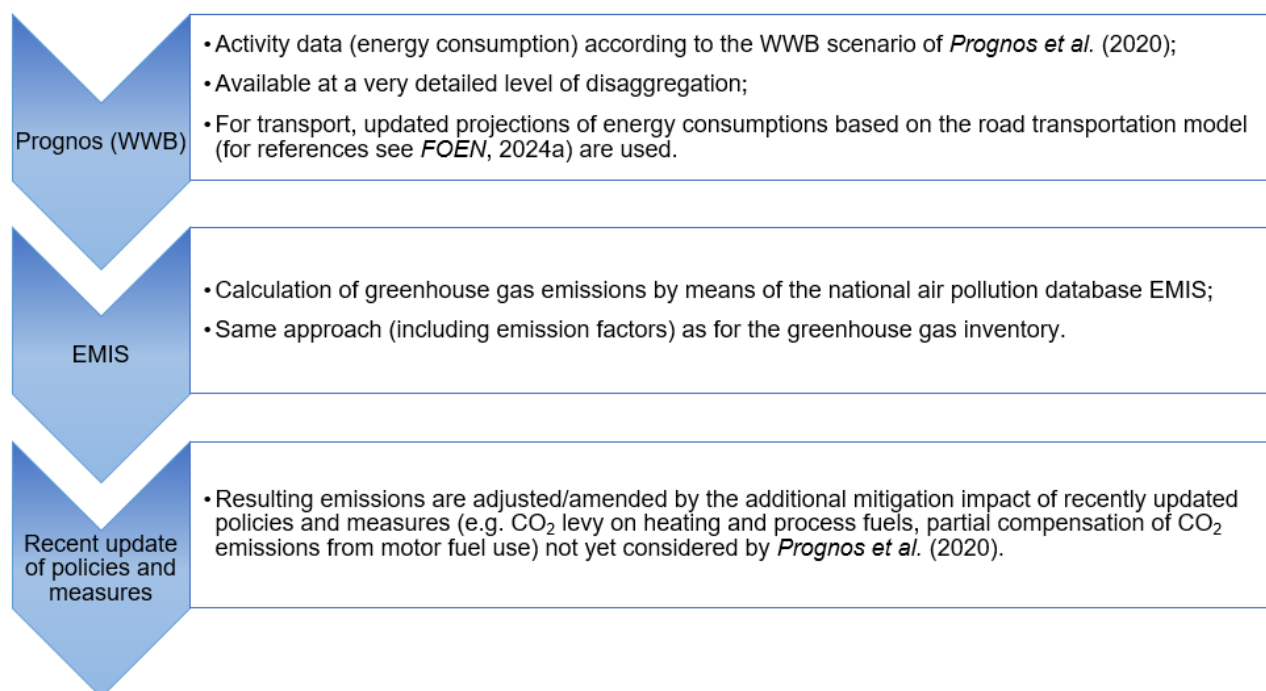 Prognos (WWB)
• Activity data (energy consumption) according to the WWB scenario of Prognos et al. (2020);
• Available at a very detailed level of disaggregation;
• For transport, updated projections of energy consumptions based on the road transportation model
(for references see FOEN, 2024a) are used.
EMIS
• Calculation of greenhouse gas emissions by means of the national air pollution database EMIS;
• Same approach (including emission factors) as for the greenhouse gas inventory.
Recent update
of policies and
measures
• Resulting emissions are adjusted/amended by the additional mitigation impact of recently updated
policies and measures (e.g. CO₂ levy on heating and process fuels, partial compensation of CO₂
emissions from motor fuel use) not yet considered by Prognos et al. (2020).